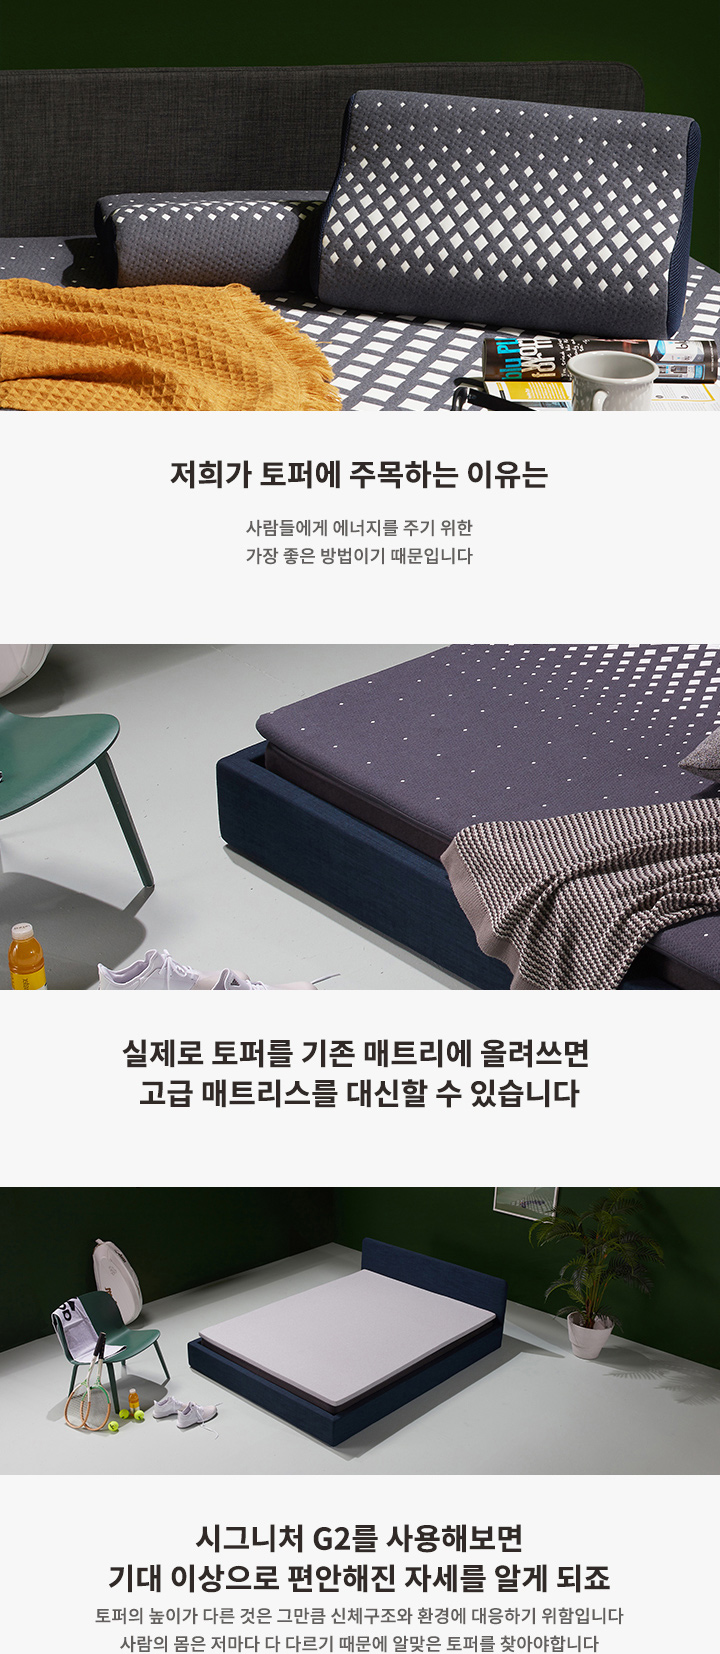 blu PL
wor
for m
저희가 토퍼에 주목하는 이유는
사람들에게 에너지를 주기 위한
가장 좋은 방법이기 때문입니다
실제로 토퍼를 기존 매트리에 올려쓰면
고급 매트리스를 대신할 수 있습니다
시그니처 G2를 사용해보면
기대 이상으로 편안해진 자세를 알게 되죠
토퍼의 높이가 다른 것은 그만큼 신체구조와 환경에 대응하기 위함입니다
사람의 몸은 저마다 다 다르기 때문에 알맞은 토퍼를 찾아야합니다